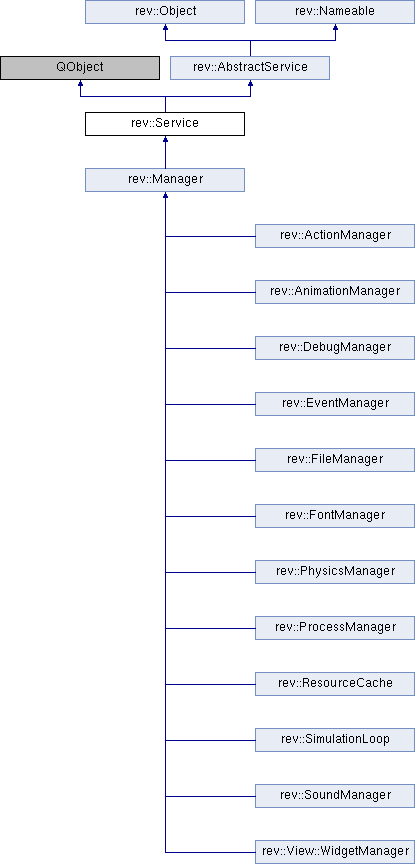 rev::Object
rev::Nameable
QObject
rev::AbstractService
rev::Service
rev::Manager
rev::ActionManager
rev::AnimationManager
rev::DebugManager
rev::EventManager
rev::FileManager
rev::FontManager
rev::PhysicsManager
rev::ProcessManager
rev::ResourceCache
rev::SimulationLoop
rev::SoundManager
rev::View::WidgetManager